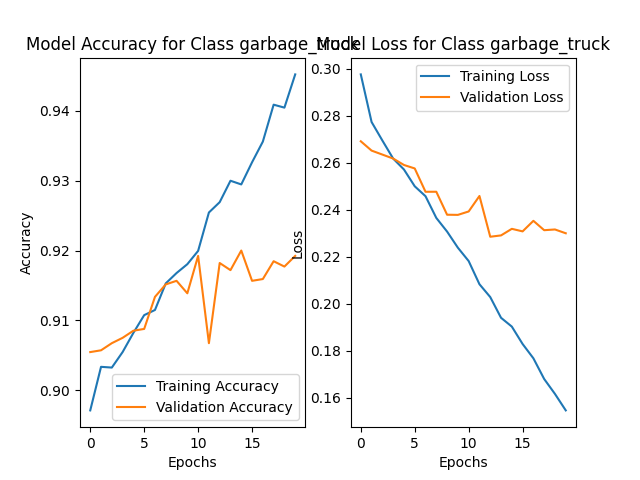 Model Accuracy for Class garbage_truck
Model Loss for Class garbage_truck
0.94
0.93
0.92
0.91
0.90
Accuracy
Training Accuracy
Validation Accuracy
0 5 10 15
Epochs
0.30
0.28
0.26
0.24
0.22
0.20
0.18
0.16
Loss
Training Loss
Validation Loss
0 5 10 15
Epochs